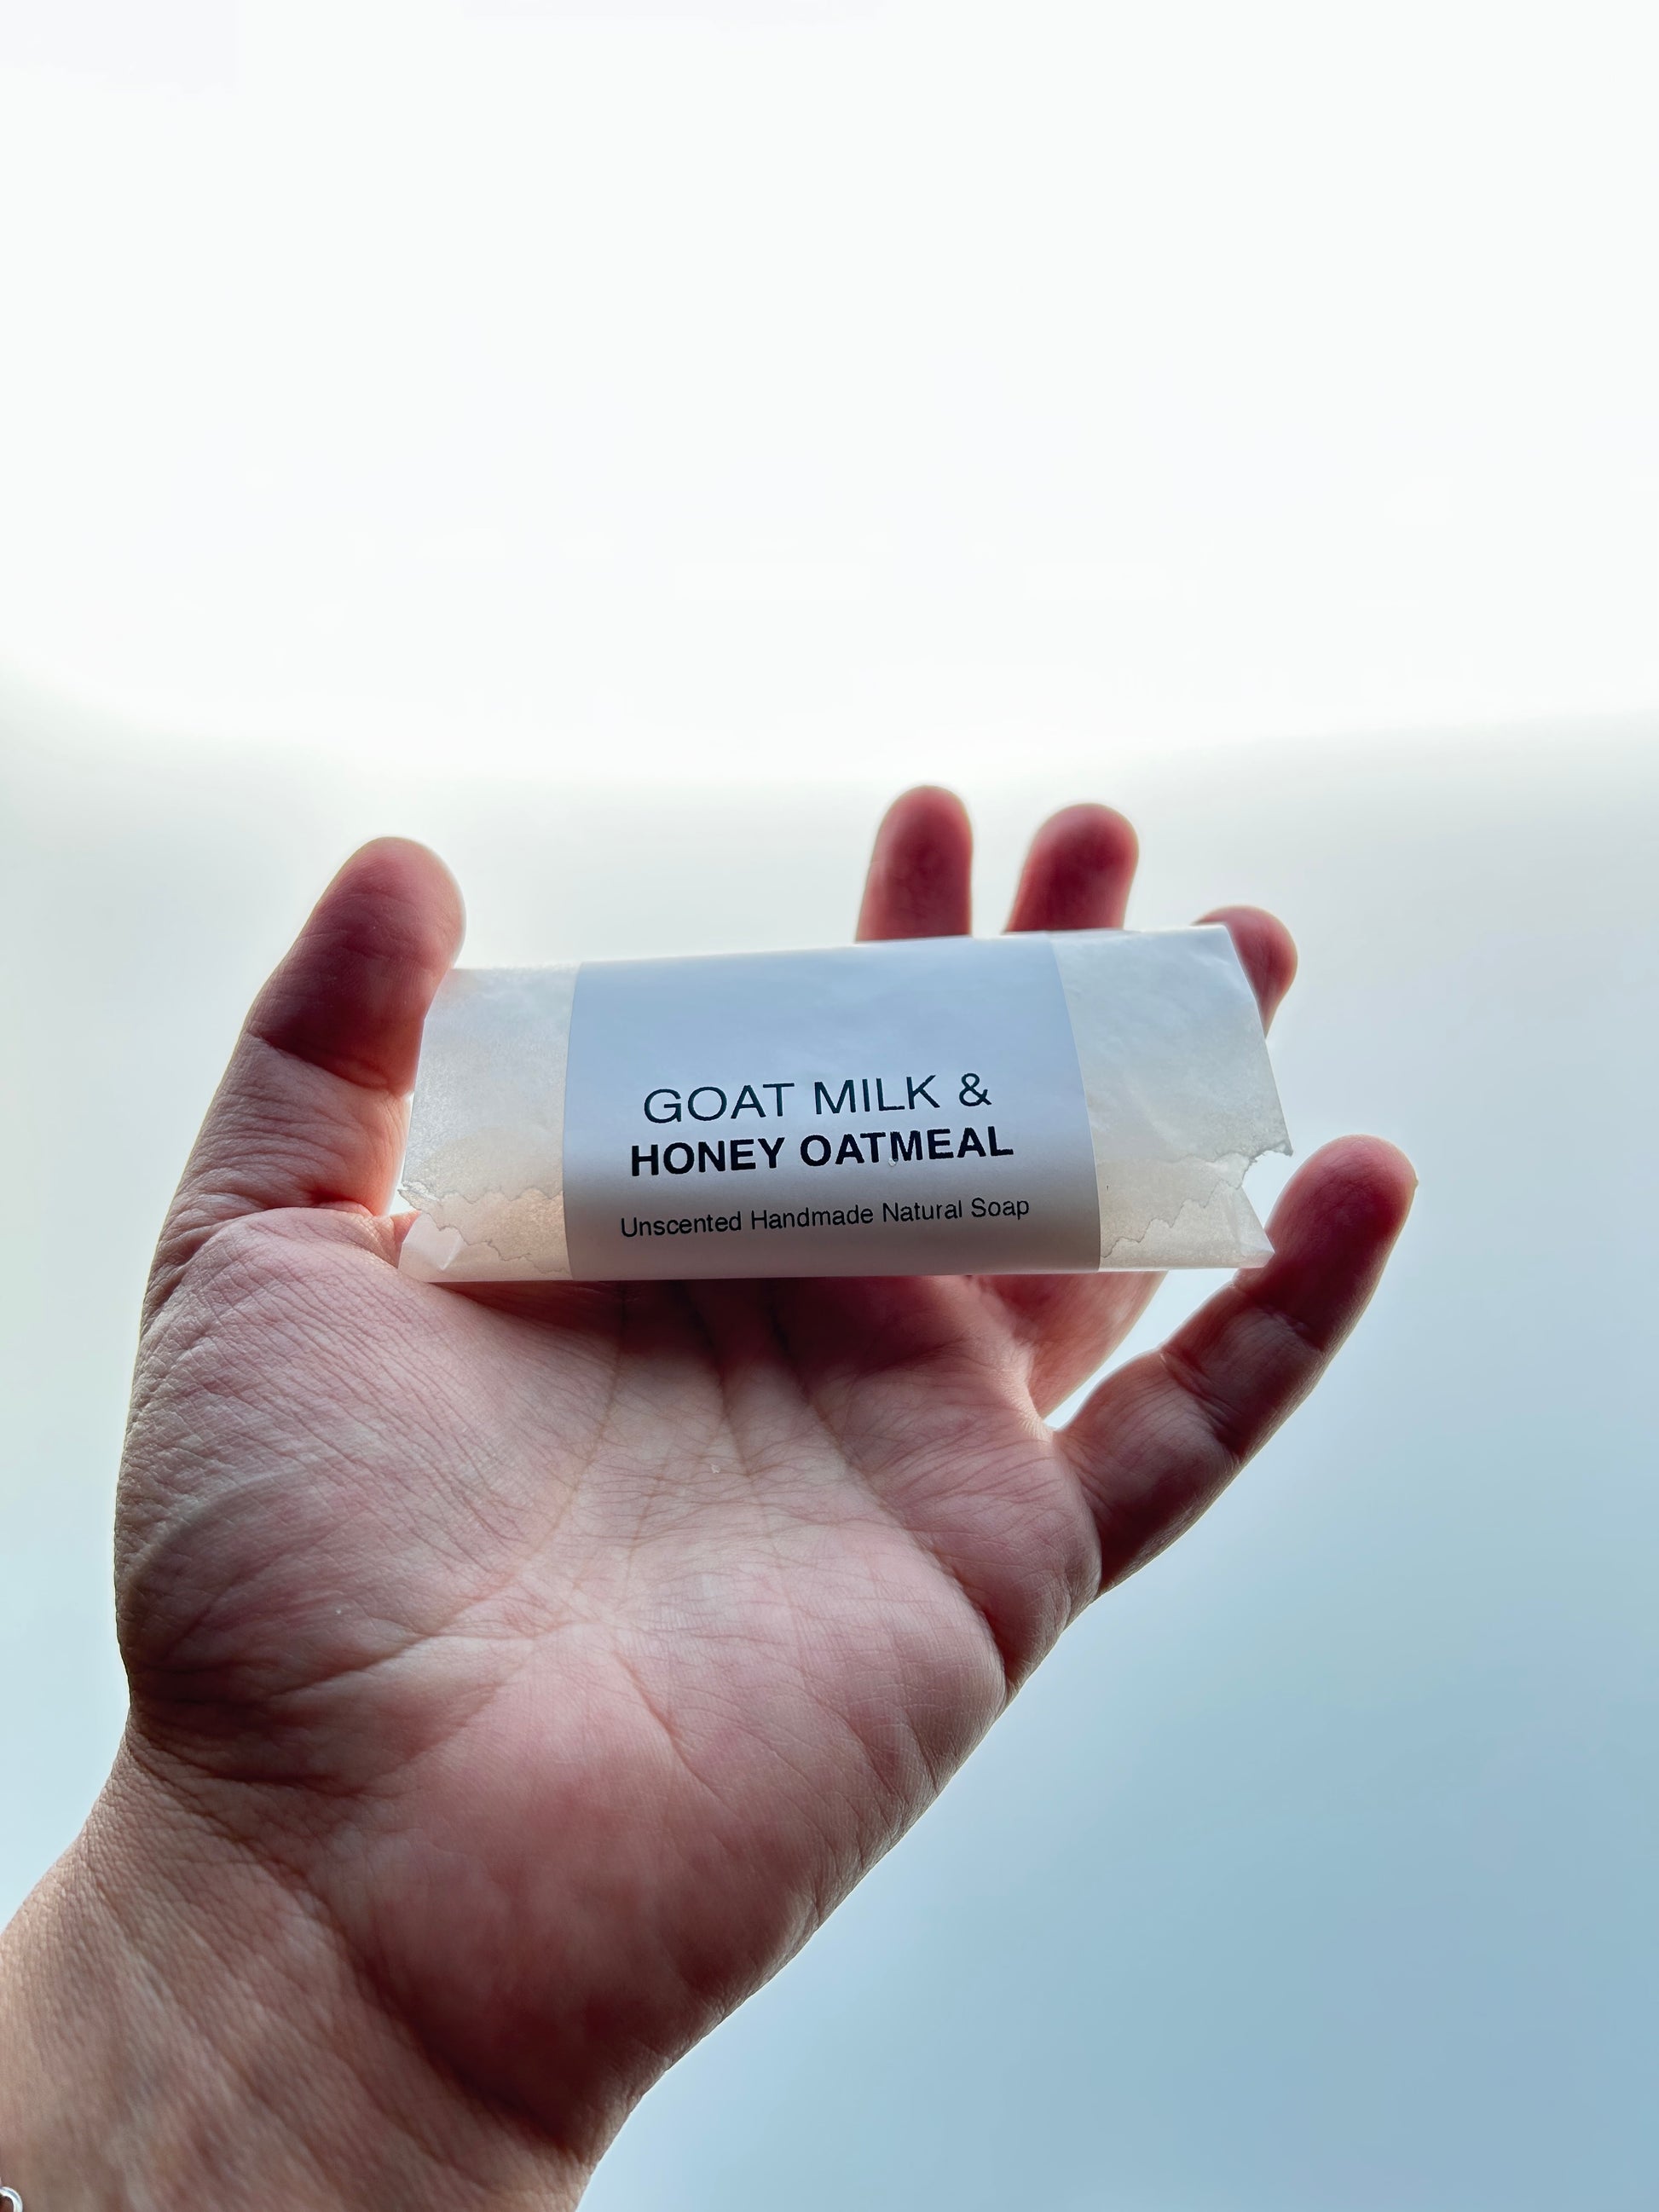 GOAT MILK &
HONEY OATMEAL
Unscented Handmade Natural Soap